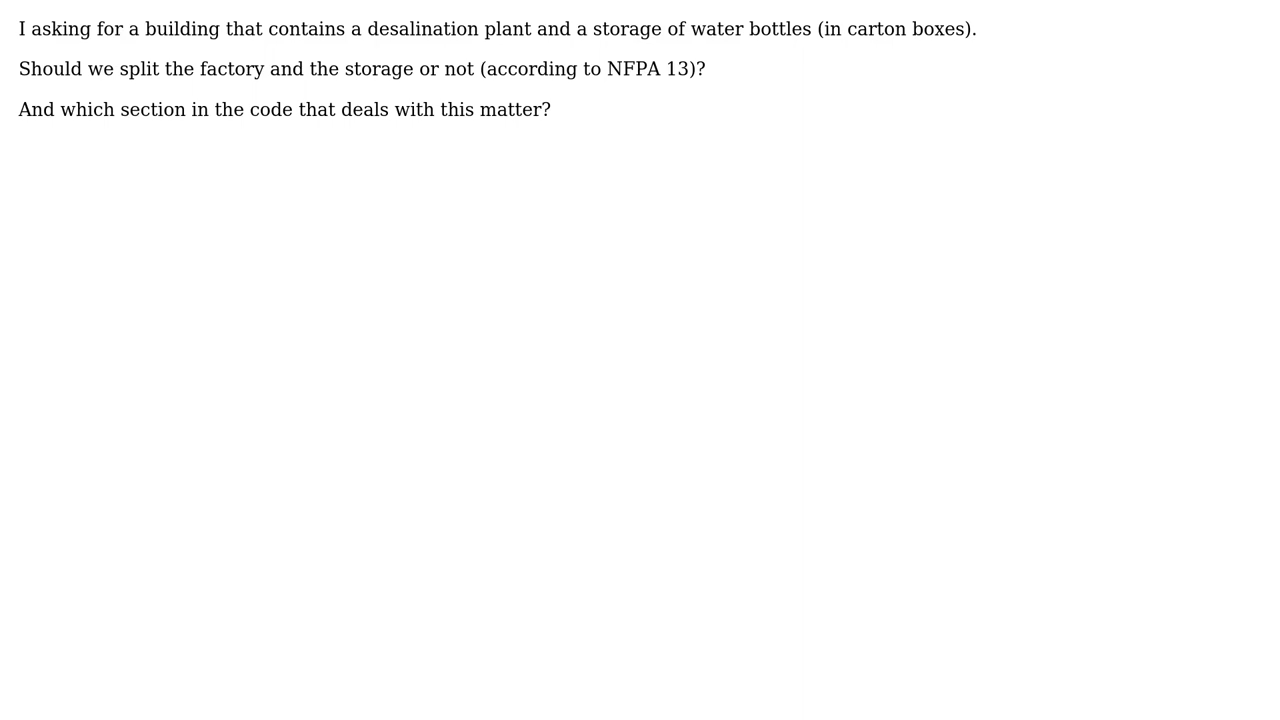 I asking for a building that contains a desalination plant and a storage of water bottles (in carton boxes).
Should we split the factory and the storage or not (according to NFPA 13)?
And which section in the code that deals with this matter?